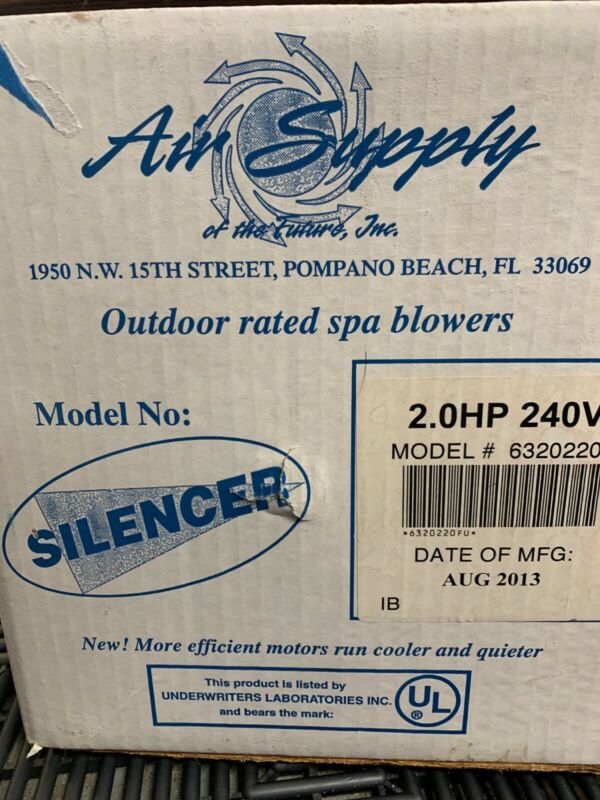 Air Supply
of the Future, Inc.
1950 N.W. 15TH STREET, POMPANO BEACH, FL 33069
Outdoor rated spa blowers
Model No:
SILENCER
2.0HP 240V
MODEL # 6320220
*6320220FU*
DATE OF MFG:
AUG 2013
IB
New! More efficient motors run cooler and quieter
This product is listed by
UNDERWRITERS LABORATORIES INC.
and bears the mark:
UL
®